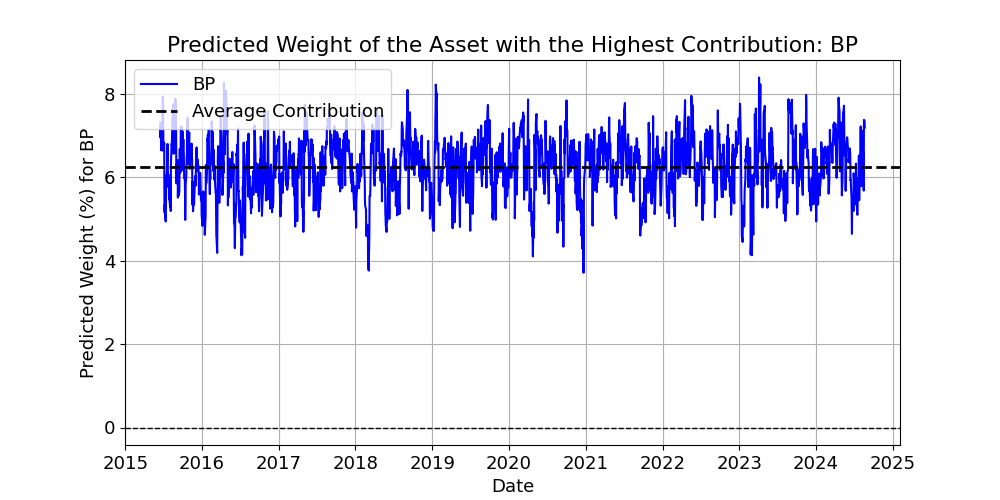 Predicted Weight of the Asset with the Highest Contribution: BP
BP
Average Contribution
Predicted Weight (%) for BP
8
6
4
2
0
2015 2016 2017 2018 2019 2020 2021 2022 2023 2024 2025
Date